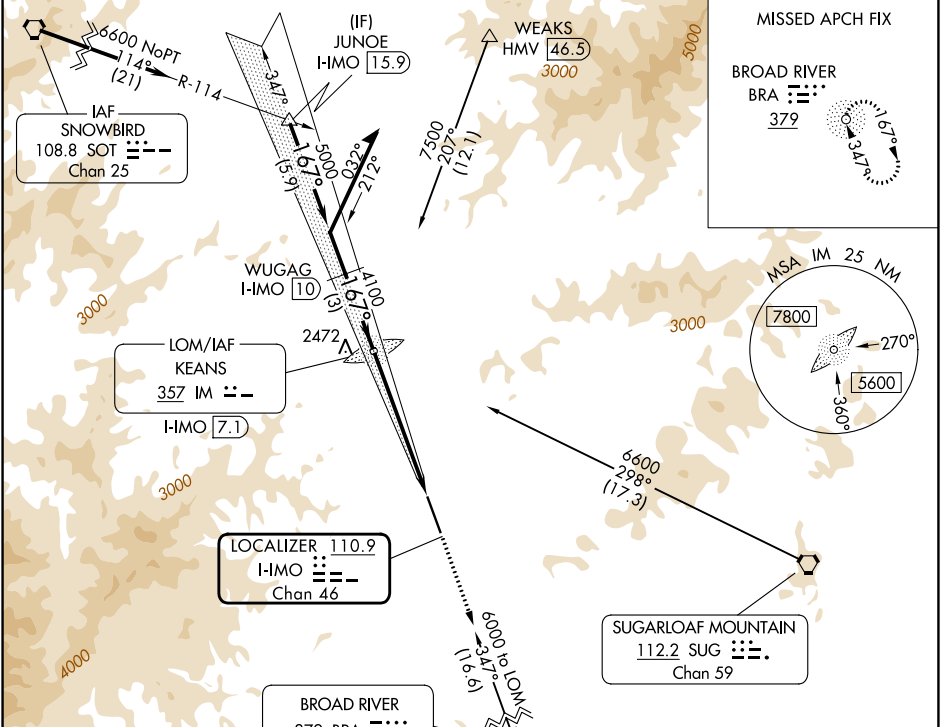 6600 NoPT
114°
(21)
R-114
IAF
SNOWBIRD
108.8 SOT
Chan 25
(IF)
JUNOE
I-IMO 15.9
347°
167°
5000
(5.9)
032°
212°
WEAKS
HMV 46.5
3000
5000
7500
207°
(12.1)
MISSED APCH FIX
BROAD RIVER
BRA
379
167°
347°
WUGAG
I-IMO 10
4100
(3)
167°
2472
3000
LOM/IAF
KEANS
357 IM
I-IMO 7.1
3000
MSA IM 25 NM
7800
270°
5600
360°
3000
6600
298°
(17.3)
LOCALIZER 110.9
I-IMO
Chan 46
SUGARLOAF MOUNTAIN
112.2 SUG
Chan 59
6000 to LOM
347°
(16.6)
4000
BROAD RIVER
379 BRA